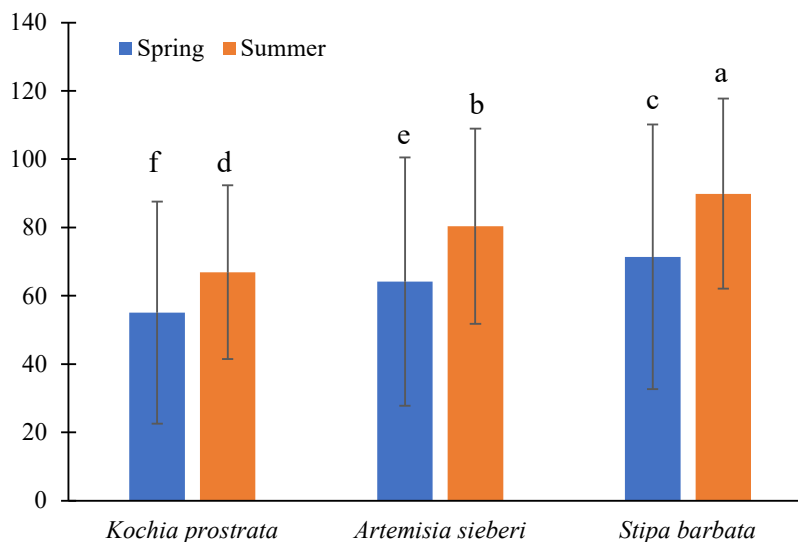 140
Spring Summer
120
a
b
c
e
100
f d
80
60
40
20
0
Kochia prostrata Artemisia sieberi Stipa barbata